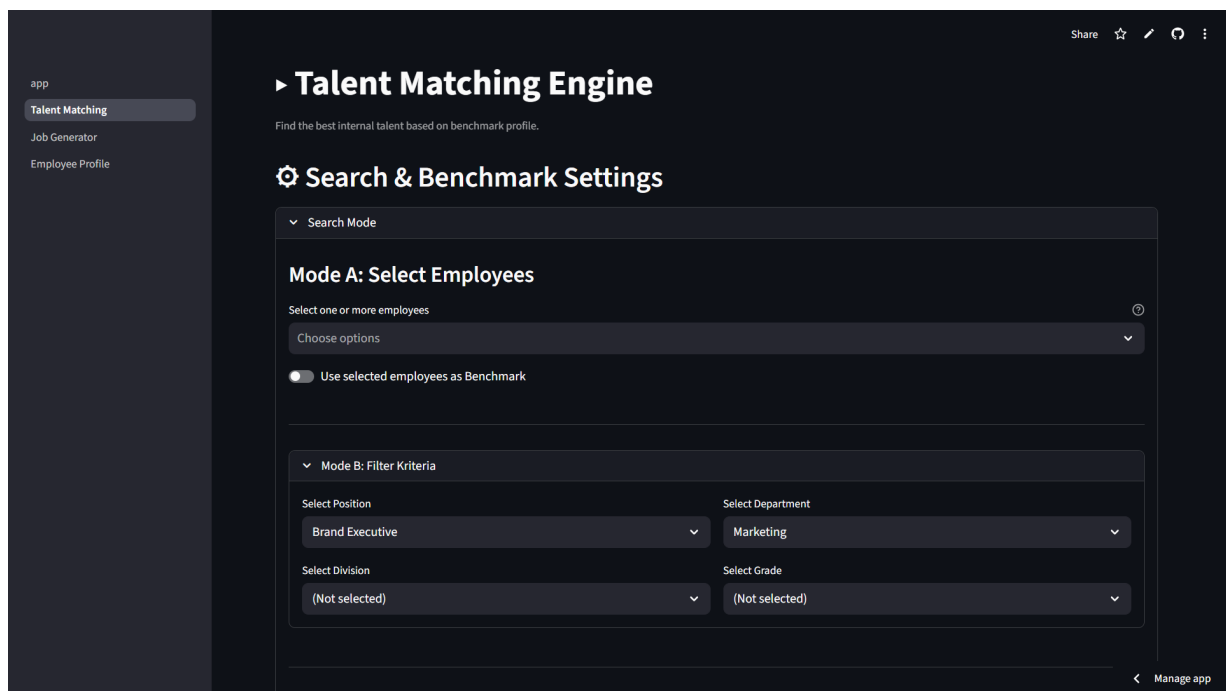 Share
app
Talent Matching
Job Generator
Employee Profile
Talent Matching Engine
Find the best internal talent based on benchmark profile.
Search & Benchmark Settings
Search Mode
Mode A: Select Employees
Select one or more employees
Choose options
Use selected employees as Benchmark
Mode B: Filter Kriteria
Select Position
Select Department
Brand Executive
Marketing
Select Division
Select Grade
(Not selected)
(Not selected)
Manage app